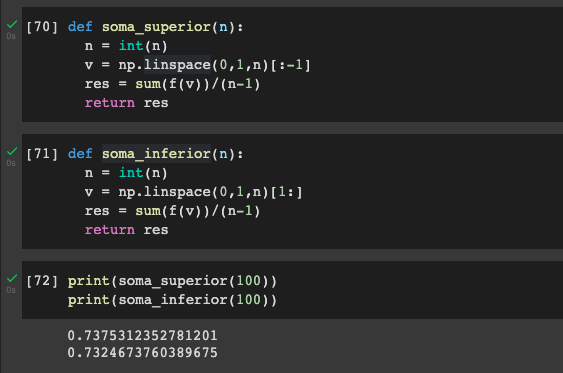 [70] def soma_superior(n):
0s
n = int(n)
v = np.linspace(0,1,n)[:-1]
res = sum(f(v))/(n-1)
return res
[71] def soma_inferior(n):
0s
n = int(n)
v = np.linspace(0,1,n)[1:]
res = sum(f(v))/(n-1)
return res
[72] print(soma_superior(100))
0s
print(soma_inferior(100))
0.7375312352781201
0.7324673760389675